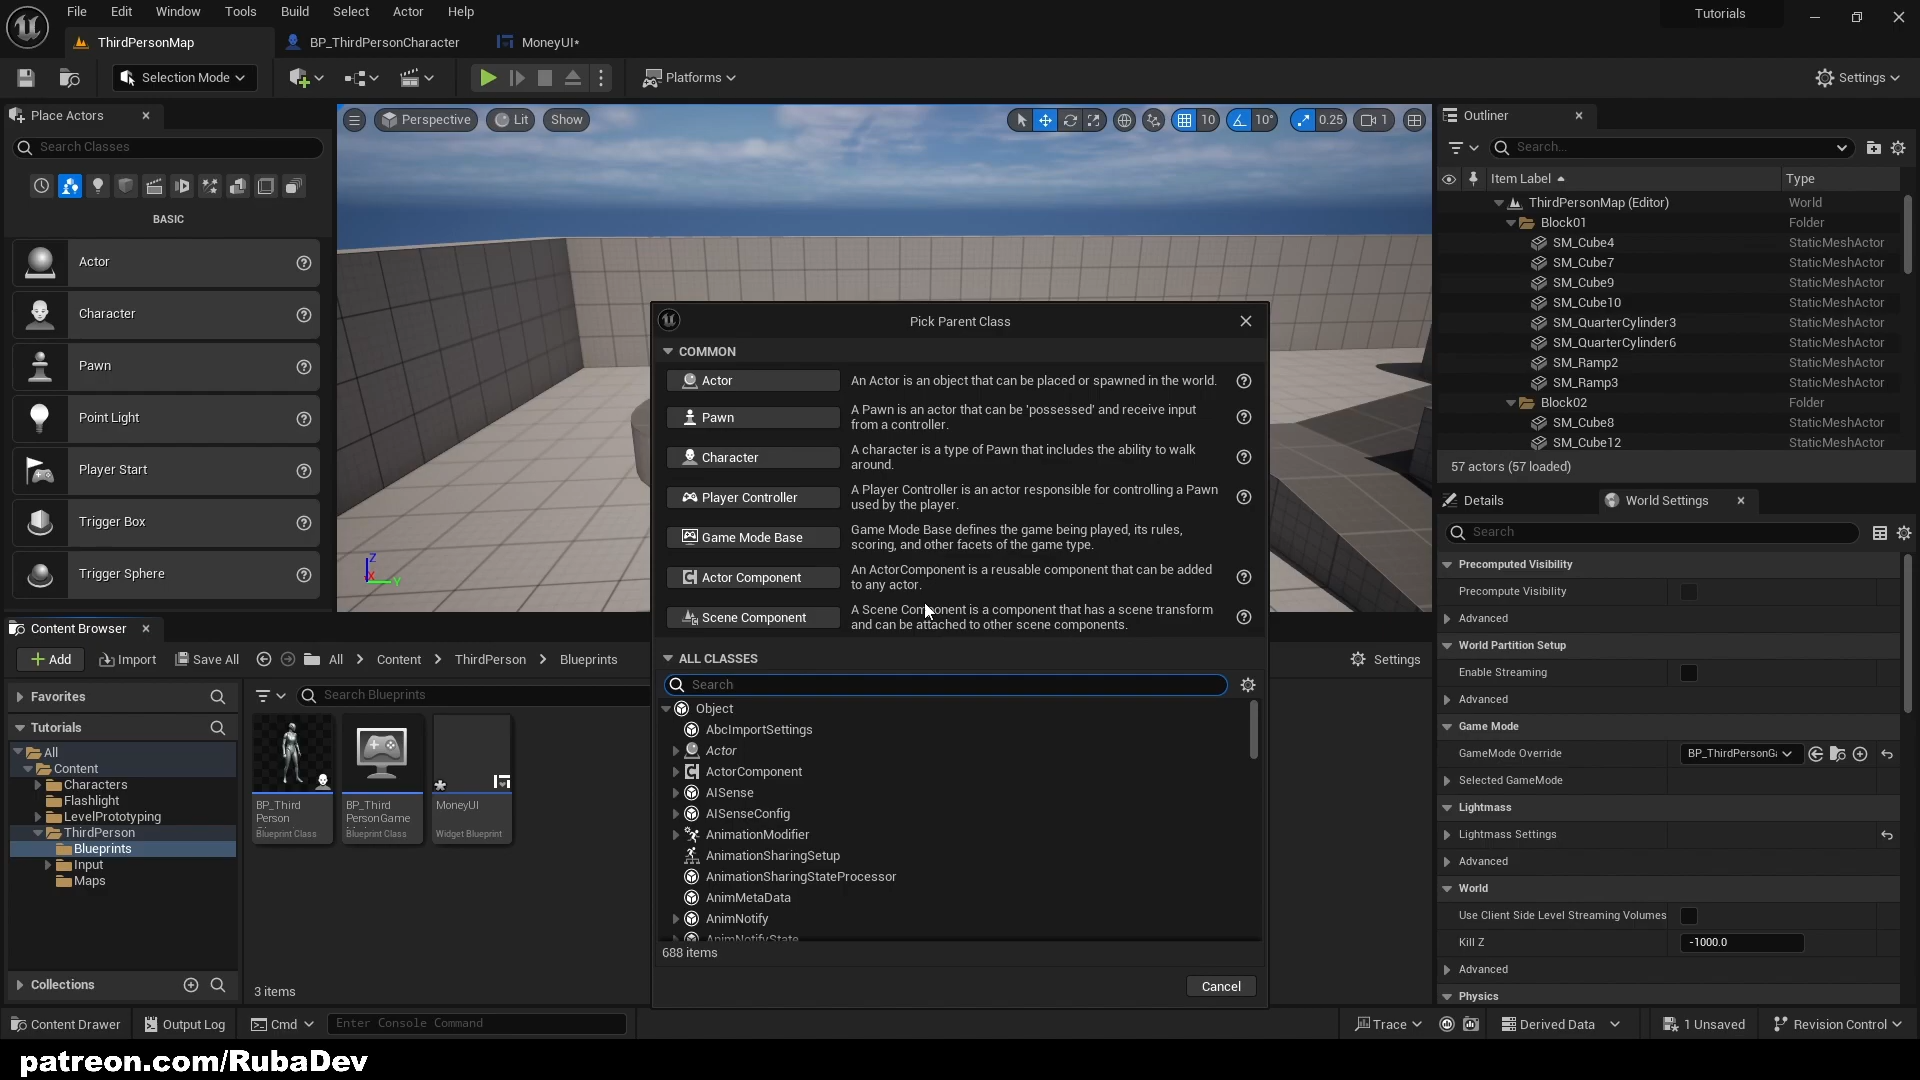 File Edit Window Tools Build Select Actor Help
Tutorials
ThirdPersonMap
BP_ThirdPersonCharacter
MoneyUI*
Selection Mode
Platforms
Settings
Place Actors
Search Classes
BASIC
Actor
Character
Pawn
Point Light
Player Start
Trigger Box
Trigger Sphere
Perspective
Lit
Show
10
10°
0.25
1
Z
X
Y
Outliner
Search...
Item Label
Type
ThirdPersonMap (Editor) World
Block01 Folder
SM_Cube4 StaticMeshActor
SM_Cube7 StaticMeshActor
SM_Cube9 StaticMeshActor
SM_Cube10 StaticMeshActor
SM_QuarterCylinder3 StaticMeshActor
SM_QuarterCylinder6 StaticMeshActor
SM_Ramp2 StaticMeshActor
SM_Ramp3 StaticMeshActor
Block02 Folder
SM_Cube8 StaticMeshActor
SM_Cube12 StaticMeshActor
57 actors (57 loaded)
Pick Parent Class
COMMON
Actor
An Actor is an object that can be placed or spawned in the world.
Pawn
A Pawn is an actor that can be 'possessed' and receive input
from a controller.
Character
A character is a type of Pawn that includes the ability to walk
around.
Player Controller
A Player Controller is an actor responsible for controlling a Pawn
used by the player.
Game Mode Base
Game Mode Base defines the game being played, its rules,
scoring, and other facets of the game type.
Actor Component
An ActorComponent is a reusable component that can be added
to any actor.
Scene Component
A Scene Component is a component that has a scene transform
and can be attached to other scene components.
ALL CLASSES
Search
Object
AbcImportSettings
Actor
ActorComponent
AISense
AISenseConfig
AnimationModifier
AnimationSharingSetup
AnimationSharingStateProcessor
AnimMetaData
AnimNotify
AnimNotifyState
688 items
Cancel
Details
World Settings
Search
Precomputed Visibility
Precompute Visibility
Advanced
World Partition Setup
Enable Streaming
Advanced
Game Mode
GameMode Override
BP_ThirdPersonGa
Selected GameMode
Lightmass
Lightmass Settings
Advanced
World
Use Client Side Level Streaming Volumes
Kill Z
-1000.0
Advanced
Physics
Content Browser
Add
Import
Save All
All
Content
ThirdPerson
Blueprints
Settings
Favorites
Tutorials
All
Content
Characters
Flashlight
LevelPrototyping
ThirdPerson
Blueprints
Input
Maps
Collections
Search Blueprints
BP_Third
Person
Blueprint Class
BP_Third
PersonGame
Blueprint Class
MoneyUI
Widget Blueprint
3 items
Content Drawer
Output Log
Cmd
Enter Console Command
Trace
Derived Data
1 Unsaved
Revision Control
patreon.com/RubaDev